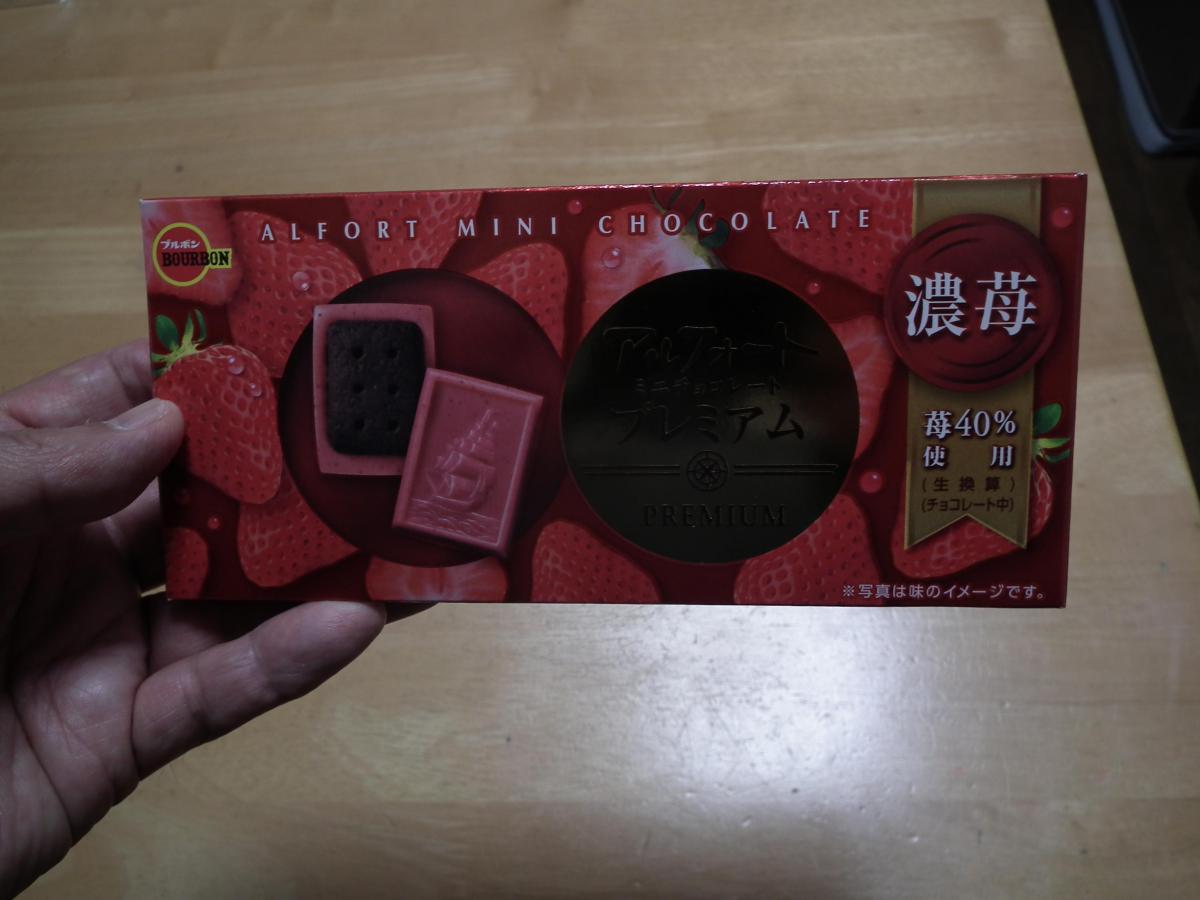 ブルボン
BOURBON
ALFORT MINI CHOCOLATE
アルフォート
ミニチョコレート
プレミアム
PREMIUM
濃苺
苺40%
使用
(生換算)
(チョコレート中)
※写真は味のイメージです。